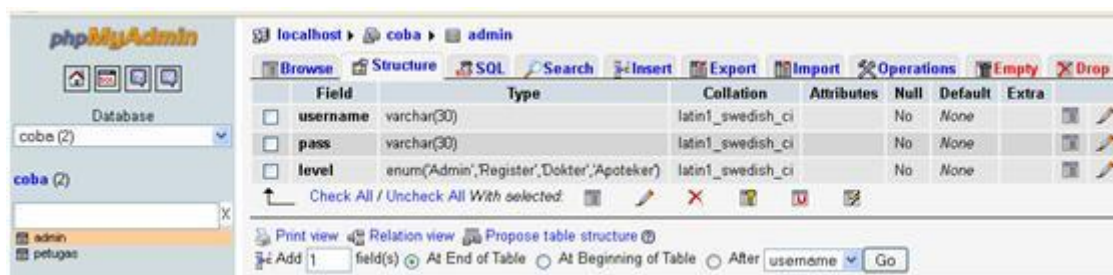 phpMyAdmin
localhost ▸ coba ▸ admin
Browse Structure SQL Search Insert Export Import Operations Empty Drop
Field Type Collation Attributes Null Default Extra
username varchar(30) latin1_swedish_ci No None
pass varchar(30) latin1_swedish_ci No None
level enum('Admin','Register','Dokter','Apoteker') latin1_swedish_ci No None
Check All / Uncheck All With selected:
Print view Relation view Propose table structure
Add 1 field(s) At End of Table At Beginning of Table After username Go
Database
coba (2)
coba (2)
X
admin
petugas